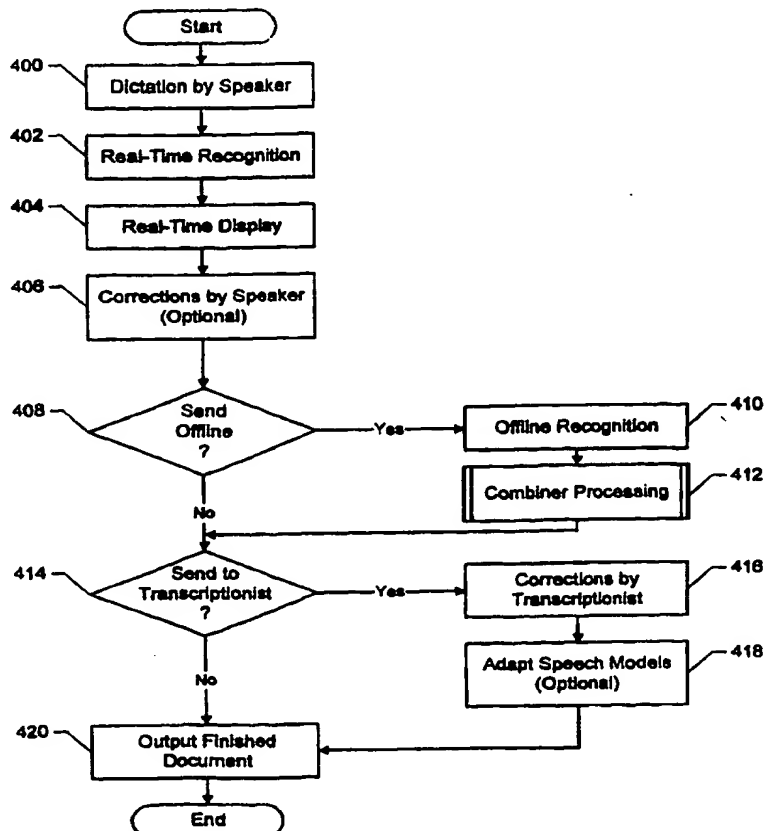 Start
400
Dictation by Speaker
402
Real-Time Recognition
404
Real-Time Display
406
Corrections by Speaker
(Optional)
408
Send
Offline
?
Yes
Offline Recognition
410
Combiner Processing
412
No
414
Send to
Transcriptionist
?
Yes
Corrections by
Transcriptionist
416
Adapt Speech Models
(Optional)
418
No
420
Output Finished
Document
End